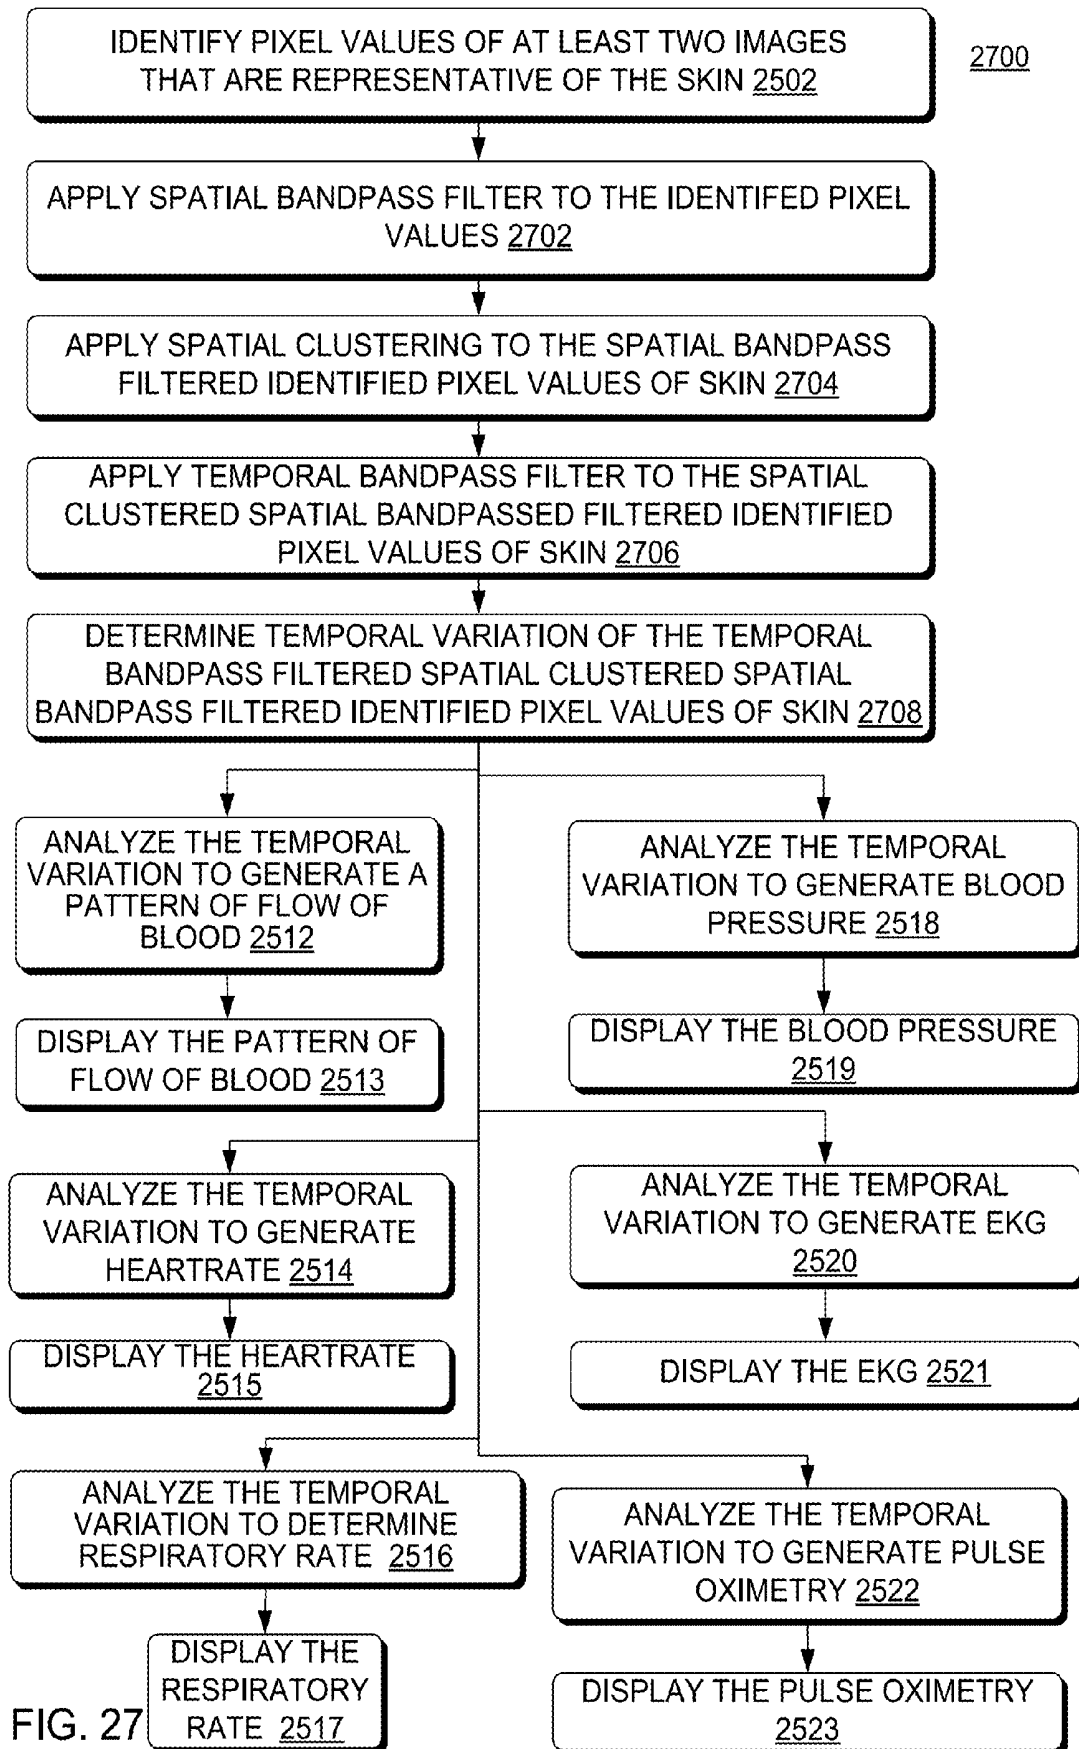 IDENTIFY PIXEL VALUES OF AT LEAST TWO IMAGES
THAT ARE REPRESENTATIVE OF THE SKIN 2502
2700
APPLY SPATIAL BANDPASS FILTER TO THE IDENTIFED PIXEL
VALUES 2702
APPLY SPATIAL CLUSTERING TO THE SPATIAL BANDPASS
FILTERED IDENTIFIED PIXEL VALUES OF SKIN 2704
APPLY TEMPORAL BANDPASS FILTER TO THE SPATIAL
CLUSTERED SPATIAL BANDPASSED FILTERED IDENTIFIED
PIXEL VALUES OF SKIN 2706
DETERMINE TEMPORAL VARIATION OF THE TEMPORAL
BANDPASS FILTERED SPATIAL CLUSTERED SPATIAL
BANDPASS FILTERED IDENTIFIED PIXEL VALUES OF SKIN 2708
ANALYZE THE TEMPORAL
VARIATION TO GENERATE A
PATTERN OF FLOW OF
BLOOD 2512
ANALYZE THE TEMPORAL
VARIATION TO GENERATE BLOOD
PRESSURE 2518
DISPLAY THE PATTERN OF
FLOW OF BLOOD 2513
DISPLAY THE BLOOD PRESSURE
2519
ANALYZE THE TEMPORAL
VARIATION TO GENERATE
HEARTRATE 2514
ANALYZE THE TEMPORAL
VARIATION TO GENERATE EKG
2520
DISPLAY THE HEARTRATE
2515
DISPLAY THE EKG 2521
ANALYZE THE TEMPORAL
VARIATION TO DETERMINE
RESPIRATORY RATE 2516
ANALYZE THE TEMPORAL
VARIATION TO GENERATE PULSE
OXIMETRY 2522
DISPLAY THE
RESPIRATORY
RATE 2517
DISPLAY THE PULSE OXIMETRY
2523
FIG. 27